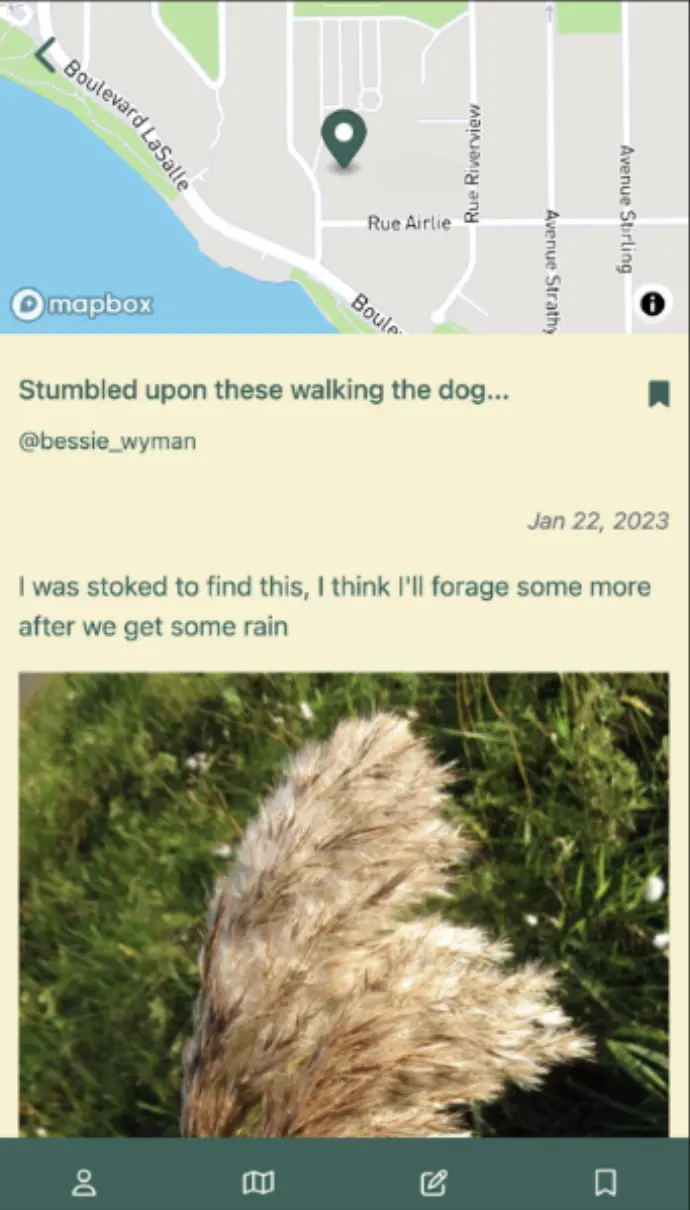 Boulevard LaSalle
Rue Riverview
Avenue Stirling
Rue Airlie
Avenue Strathy
Boule
mapbox
Stumbled upon these walking the dog...
@bessie_wyman
Jan 22, 2023
I was stoked to find this, I think I'll forage some more
after we get some rain